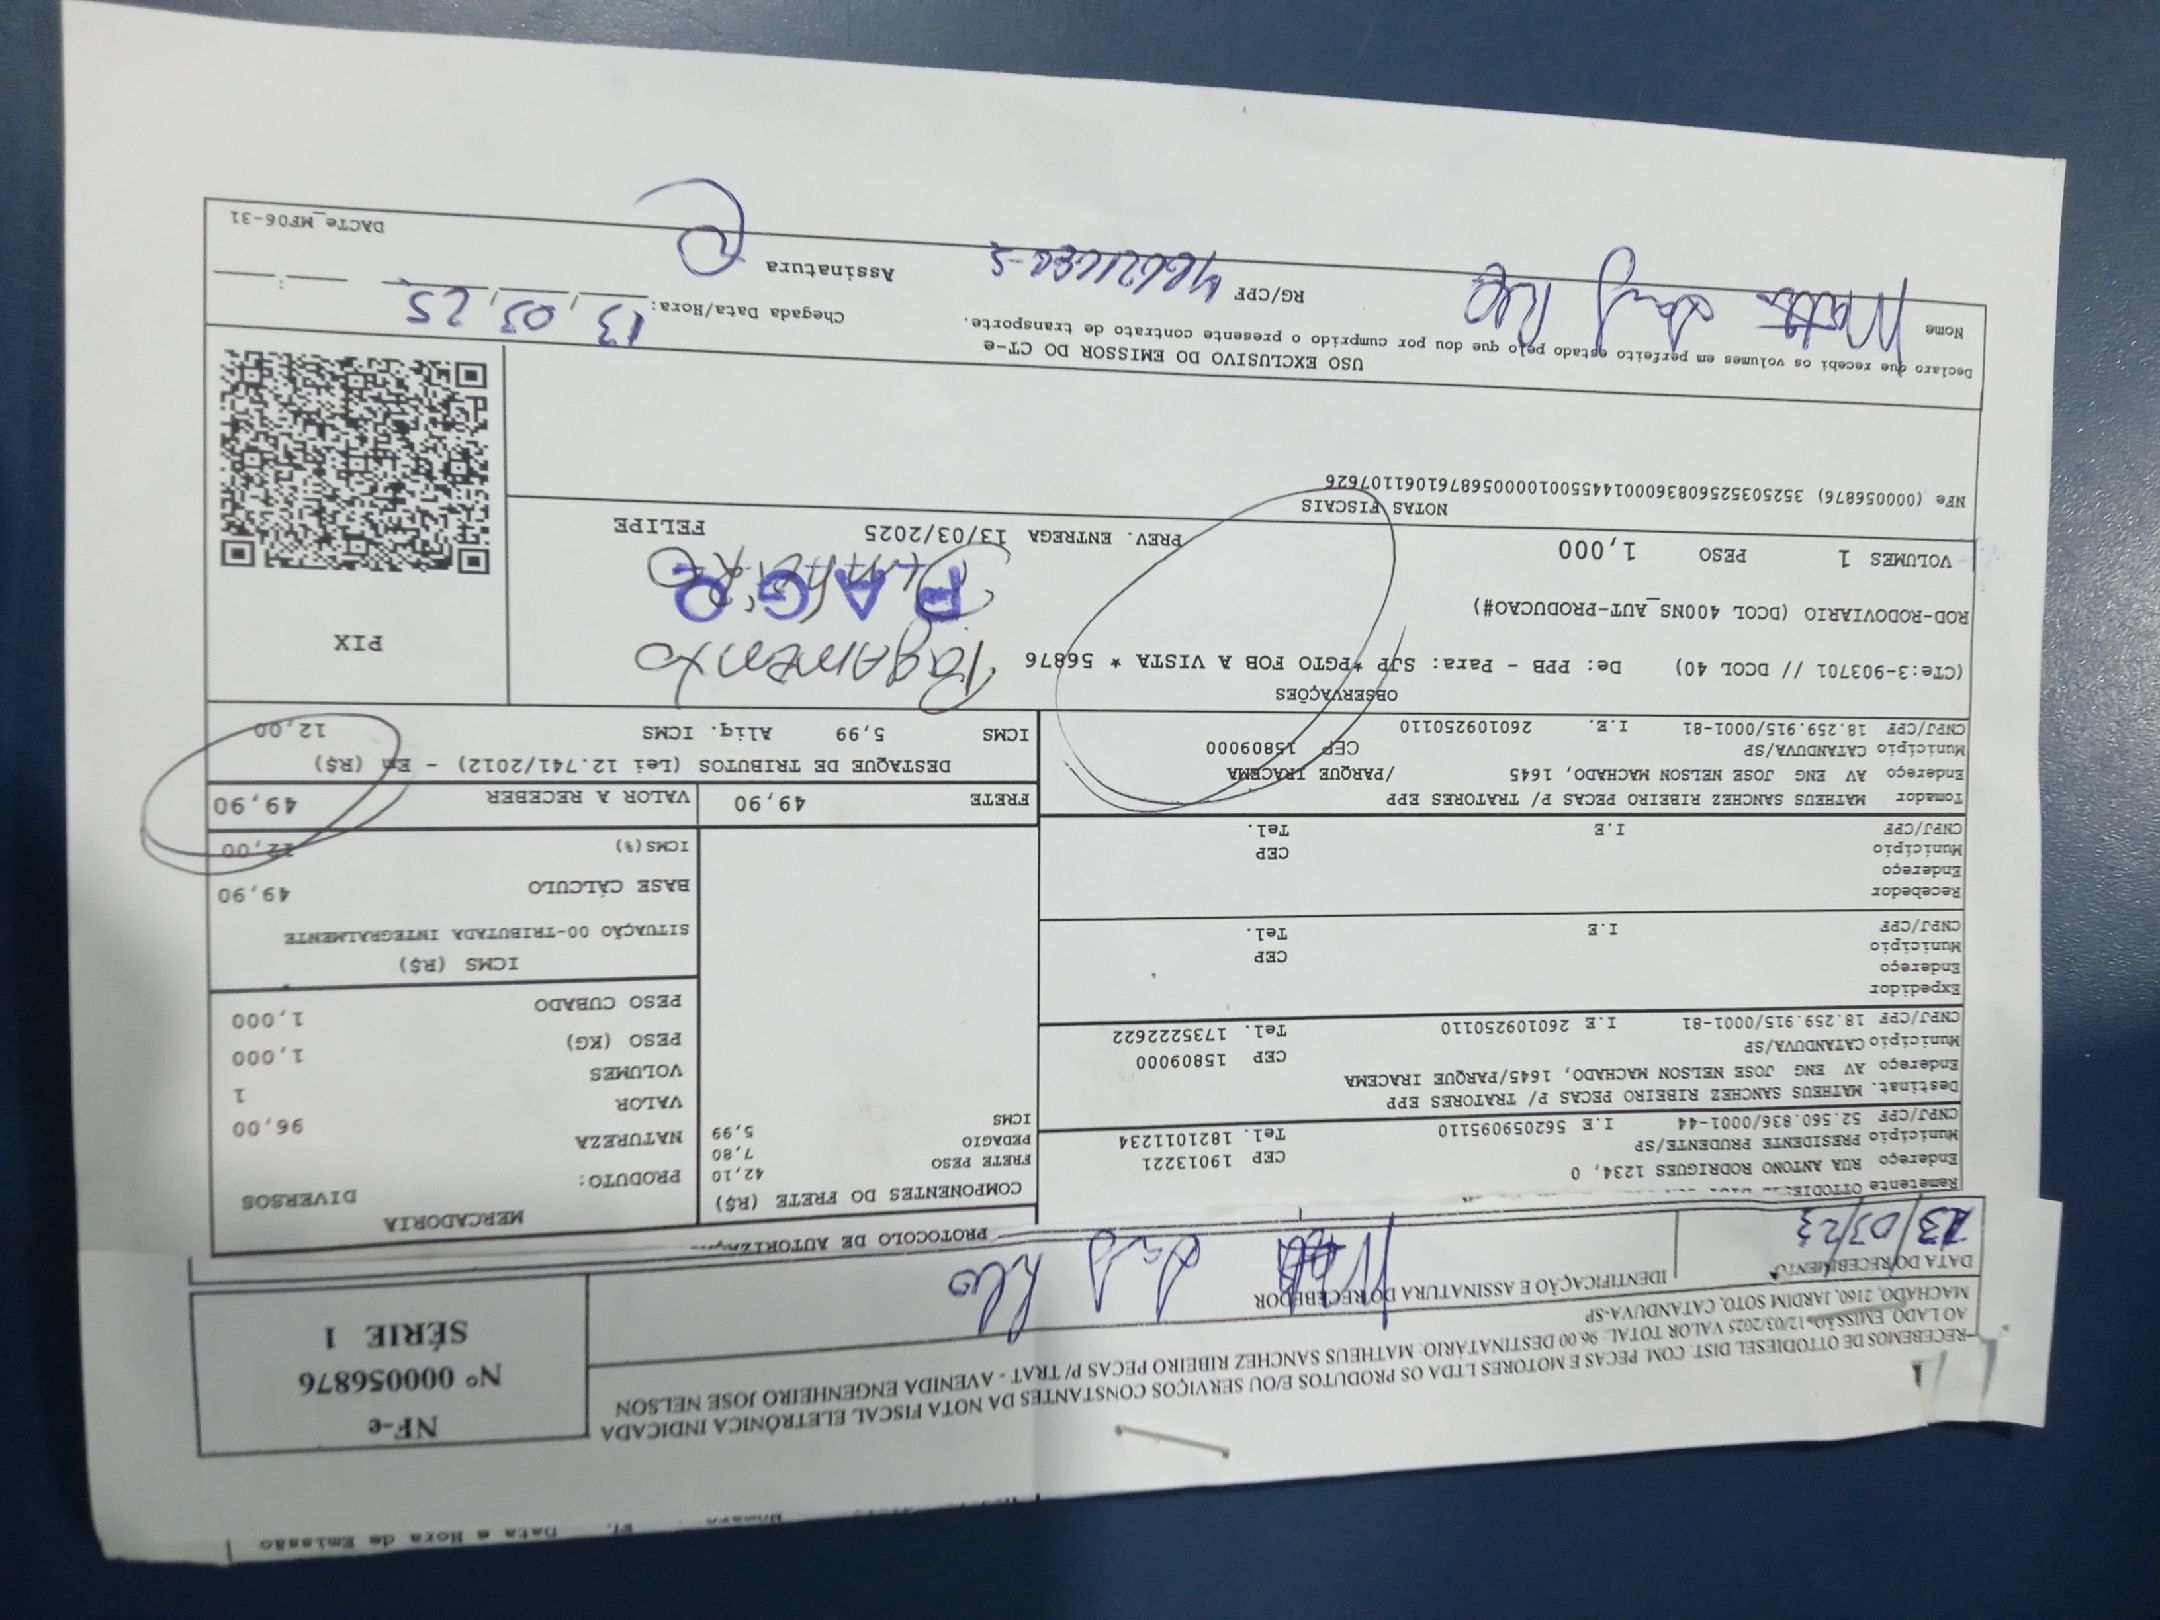 Data e Hora de Emissão
RECEBEMOS DE OTTODIESEL DIST. COM. PECAS E MOTORES LTDA OS PRODUTOS E/OU SERVIÇOS CONSTANTES DA NOTA FISCAL ELETRÔNICA INDICADA
AO LADO. EMISSÃO: 12/03/2025 VALOR TOTAL: 96.00 DESTINATÁRIO: MATHEUS SANCHEZ RIBEIRO PECAS P/ TRAT - AVENIDA ENGENHEIRO JOSE NELSON
MACHADO, 2160, JARDIM SOTO, CATANDUVA-SP
NF-e
Nº 000056876
SÉRIE 1
DATA DO RECEBIMENTO
IDENTIFICAÇÃO E ASSINATURA DO RECEBEDOR
PROTOCOLO DE
Remetente
Endereço RUA ANTONO RODRIGUES 1234, 0
Município PRESIDENTE PRUDENTE/SP CEP 19013221
CNPJ/CPF 52.560.836/0001-44 I.E 56205095110 Tel. 1821011234
Destinat. MATHEUS SANCHEZ RIBEIRO PECAS P/ TRATORES EPP
Endereço AV ENG JOSE NELSON MACHADO, 1645/PARQUE IRACEMA
Município CATANDUVA/SP CEP 15809000
CNPJ/CPF 18.259.915/0001-81 I.E 260109250110 Tel. 1735222622
Expedidor
Endereço
Município CEP
CNPJ/CPF I.E Tel.
Recebedor
Endereço
Município CEP
CNPJ/CPF I.E Tel.
Tomador MATHEUS SANCHEZ RIBEIRO PECAS P/ TRATORES EPP
Endereço AV ENG JOSE NELSON MACHADO, 1645 /PARQUE IRACEMA
Município CATANDUVA/SP CEP 15809000
CNPJ/CPF 18.259.915/0001-81 I.E. 260109250110
COMPONENTES DO FRETE (R$)
FRETE PESO 42,10
PEDAGIO 7,80
ICMS 5,99
FRETE 49,90
MERCADORIA
PRODUTO: DIVERSOS
NATUREZA
VALOR 96,00
VOLUMES 1
PESO (KG) 1,000
PESO CUBADO 1,000
ICMS (R$)
SITUAÇÃO 00-TRIBUTADA INTEGRALMENTE
BASE CÁLCULO 49,90
ICMS(%) 12,00
VALOR A RECEBER 49,90
DESTAQUE DE TRIBUTOS (Lei 12.741/2012) - Em (R$)
ICMS 5,99 Aliq. ICMS 12,00
OBSERVAÇÕES
(CTe:3-903701 // DCOL 40) De: PPB - Para: SJP *PGTO FOB A VISTA * 56876
ROD-RODOVIARIO (DCOL 400NS_AUT-PRODUCAO#)
VOLUMES 1 PESO 1,000
PREV. ENTREGA 13/03/2025 FELIPE
Pagamento
PAGO
Dinheiro
PIX
NOTAS FISCAIS
NFe (000056876) 35250352560836000144550010000568761061107626
USO EXCLUSIVO DO EMISSOR DO CT-e
Declaro que recebi os volumes em perfeito estado pelo que dou por cumprido o presente contrato de transporte.
Nome RG/CPF
Chegada Data/Hora: 13,03,25
Assinatura
DACTe_MF06-31